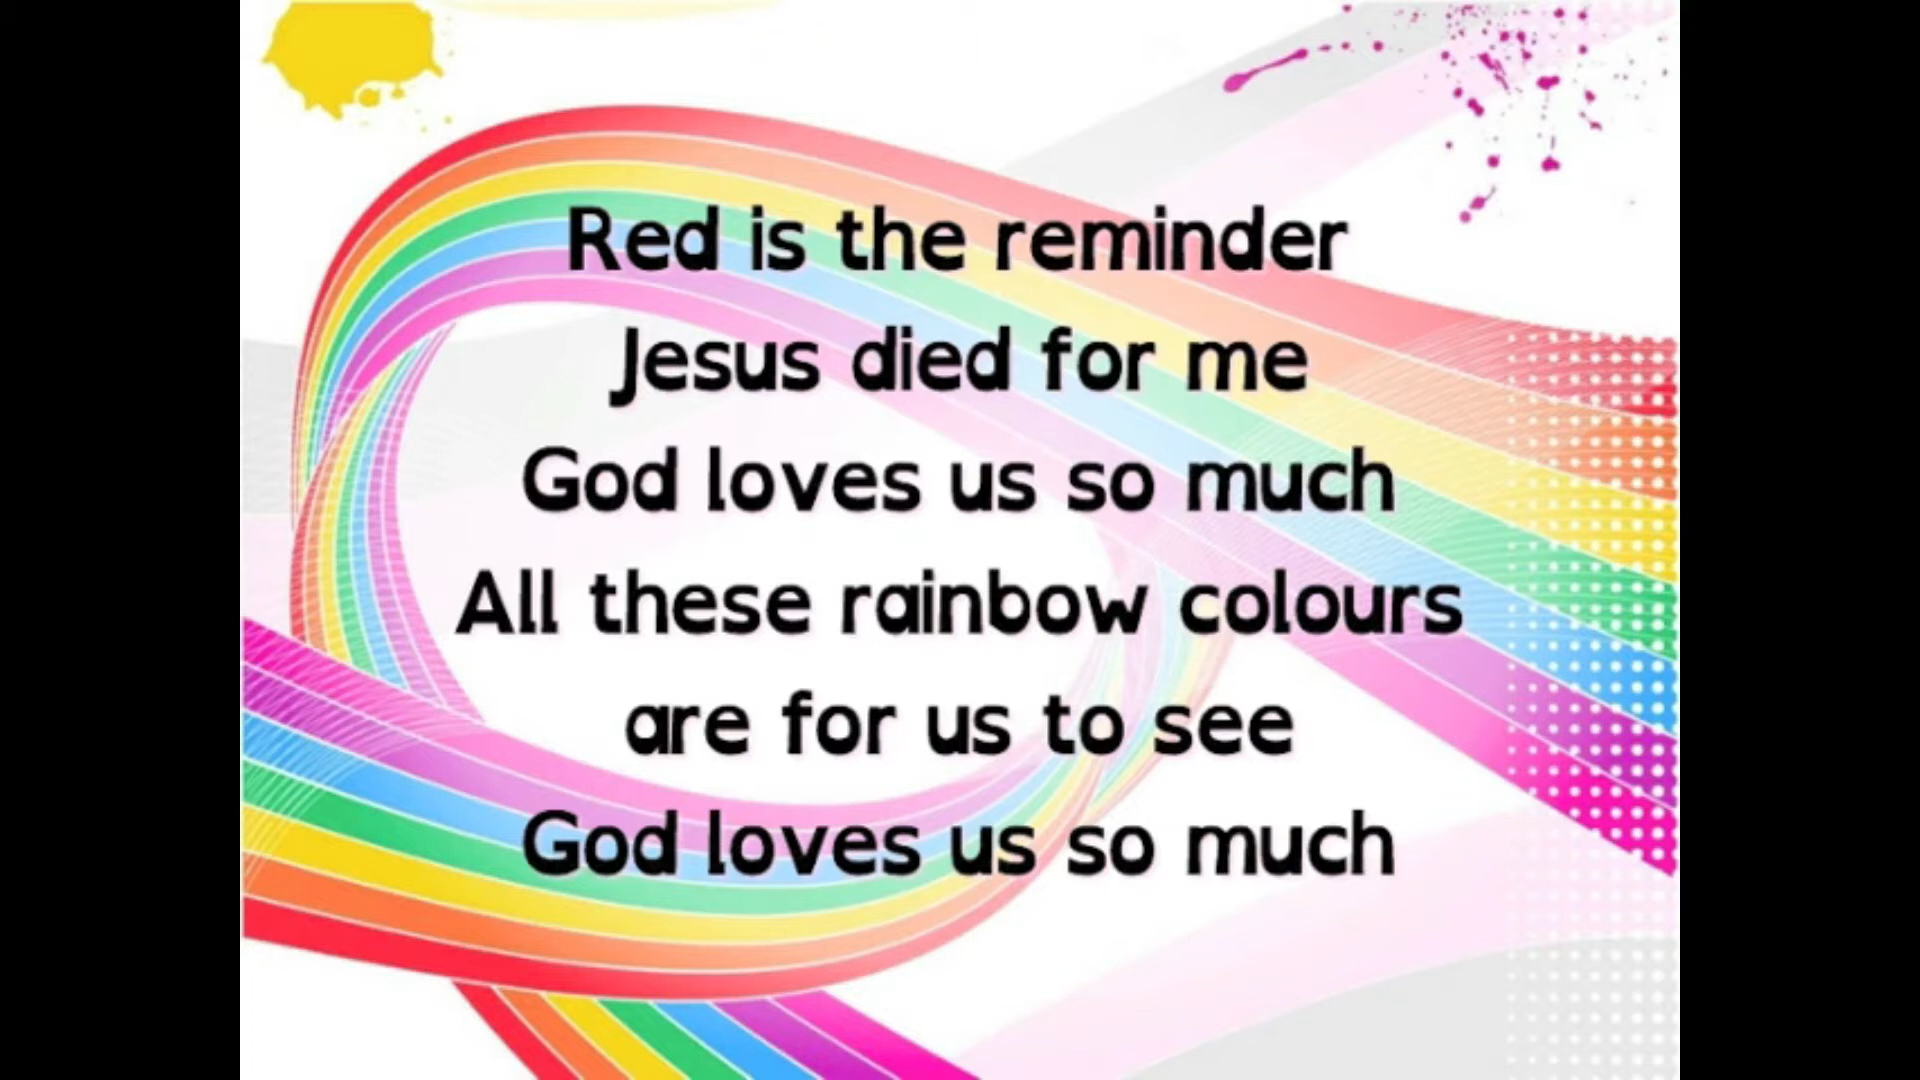 Red is the reminder
Jesus died for me
God loves us so much
All these rainbow colours
are for us to see
God loves us so much